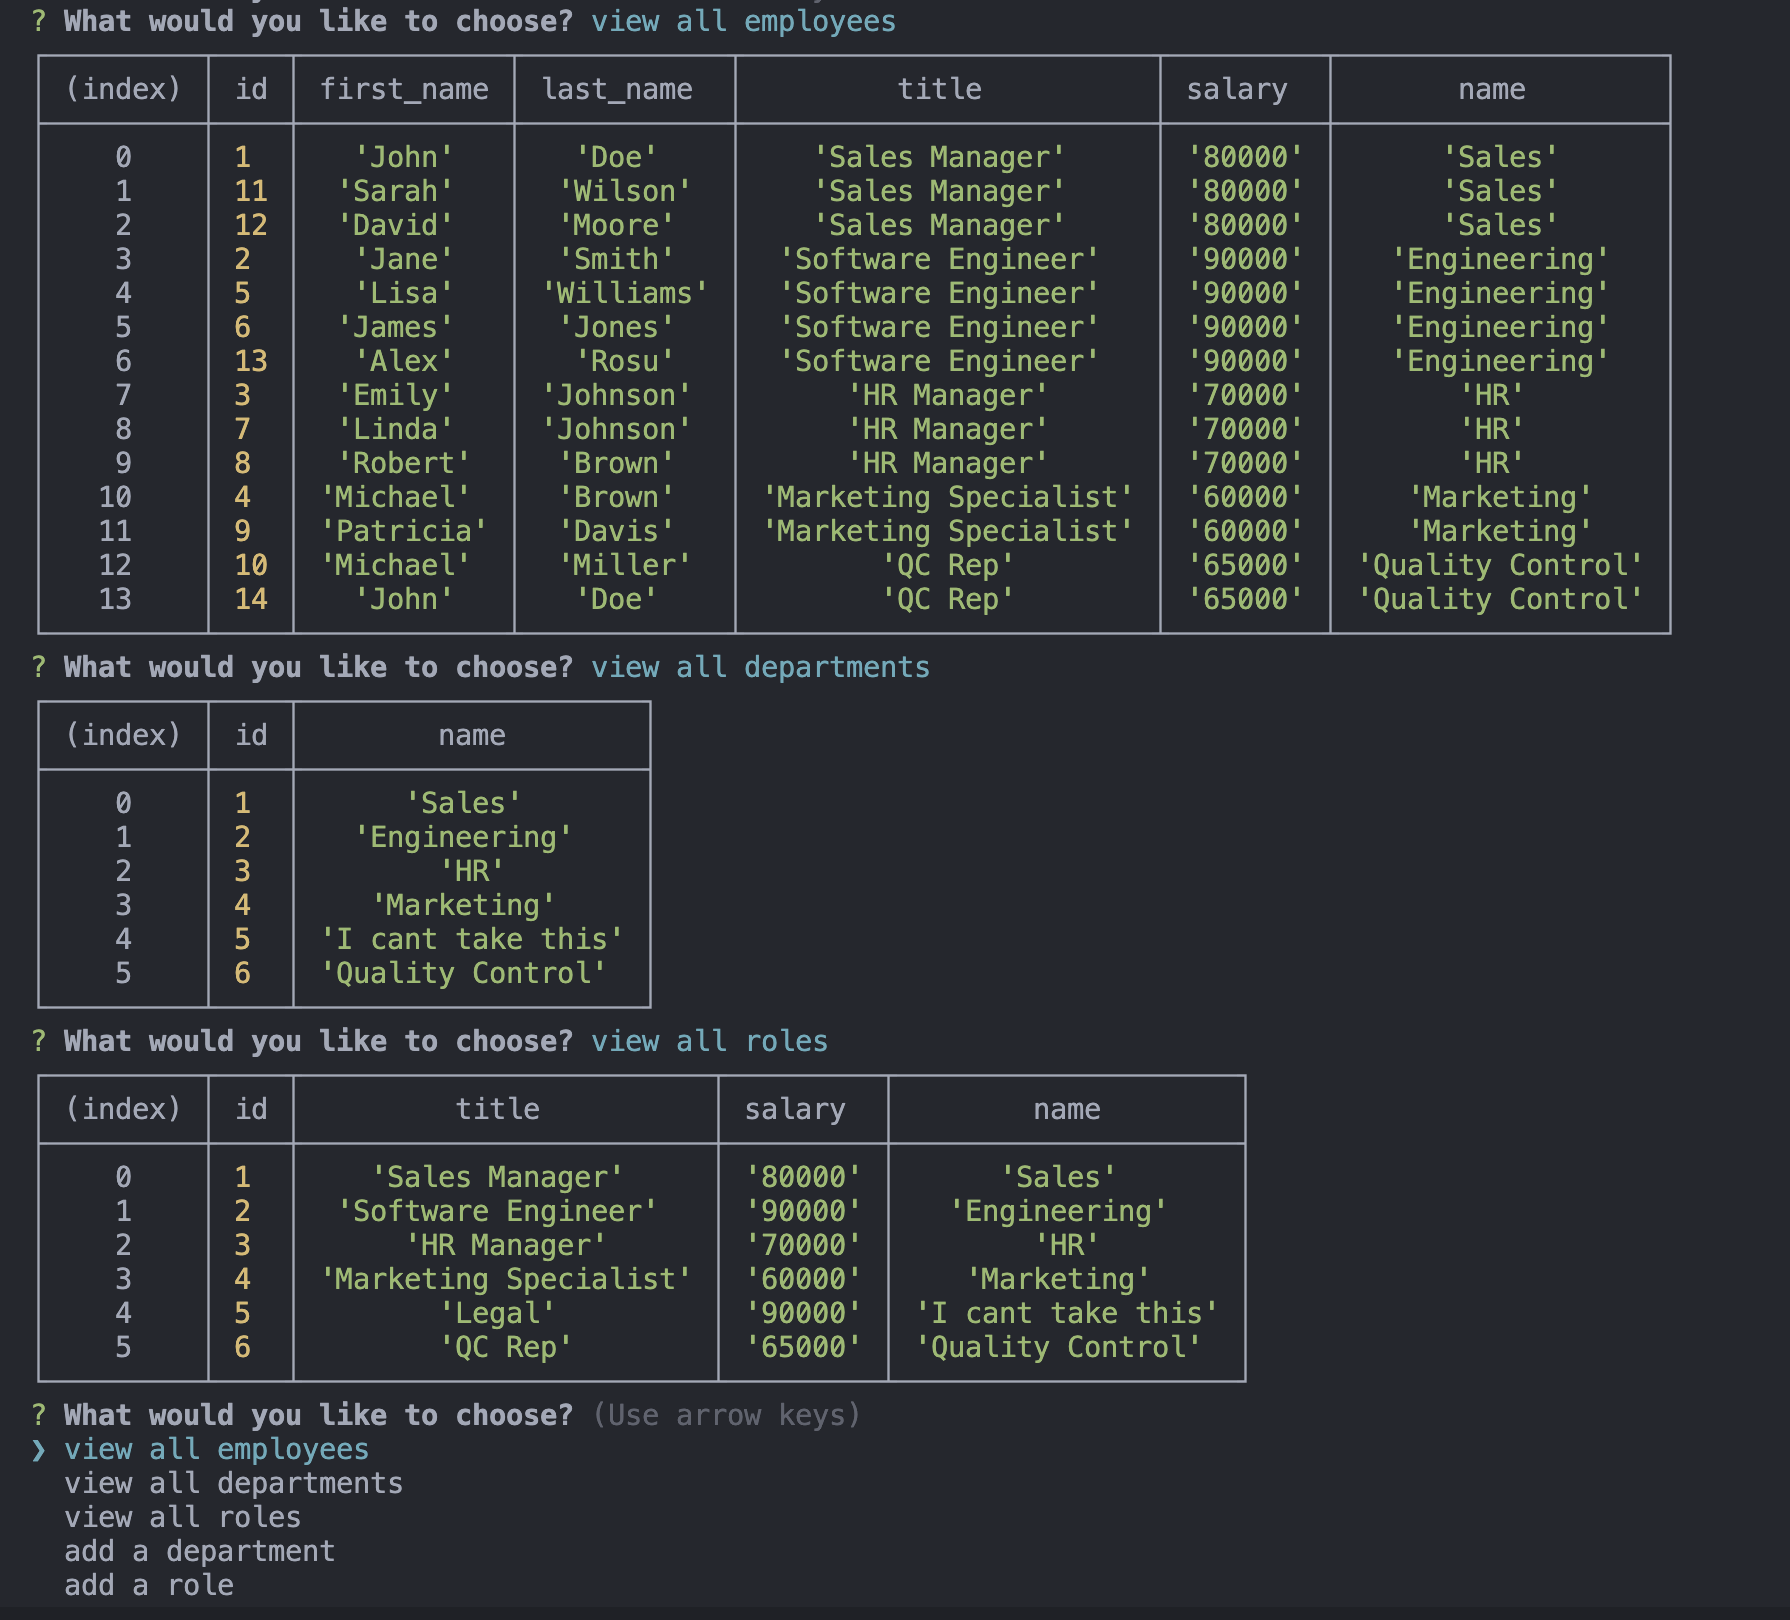 ? What would you like to choose? view all employees
(index) id first_name last_name title salary name
0 1 'John' 'Doe' 'Sales Manager' '80000' 'Sales'
1 11 'Sarah' 'Wilson' 'Sales Manager' '80000' 'Sales'
2 12 'David' 'Moore' 'Sales Manager' '80000' 'Sales'
3 2 'Jane' 'Smith' 'Software Engineer' '90000' 'Engineering'
4 5 'Lisa' 'Williams' 'Software Engineer' '90000' 'Engineering'
5 6 'James' 'Jones' 'Software Engineer' '90000' 'Engineering'
6 13 'Alex' 'Rosu' 'Software Engineer' '90000' 'Engineering'
7 3 'Emily' 'Johnson' 'HR Manager' '70000' 'HR'
8 7 'Linda' 'Johnson' 'HR Manager' '70000' 'HR'
9 8 'Robert' 'Brown' 'HR Manager' '70000' 'HR'
10 4 'Michael' 'Brown' 'Marketing Specialist' '60000' 'Marketing'
11 9 'Patricia' 'Davis' 'Marketing Specialist' '60000' 'Marketing'
12 10 'Michael' 'Miller' 'QC Rep' '65000' 'Quality Control'
13 14 'John' 'Doe' 'QC Rep' '65000' 'Quality Control'
? What would you like to choose? view all departments
(index) id name
0 1 'Sales'
1 2 'Engineering'
2 3 'HR'
3 4 'Marketing'
4 5 'I cant take this'
5 6 'Quality Control'
? What would you like to choose? view all roles
(index) id title salary name
0 1 'Sales Manager' '80000' 'Sales'
1 2 'Software Engineer' '90000' 'Engineering'
2 3 'HR Manager' '70000' 'HR'
3 4 'Marketing Specialist' '60000' 'Marketing'
4 5 'Legal' '90000' 'I cant take this'
5 6 'QC Rep' '65000' 'Quality Control'
? What would you like to choose? (Use arrow keys)
❯ view all employees
view all departments
view all roles
add a department
add a role